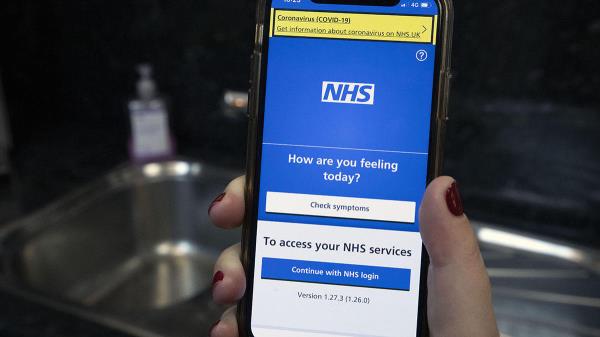 4G
Coronavirus (COVID-19)
Get information about coronavirus on NHS.UK
?
NHS
How are you feeling
today?
Check symptoms
To access your NHS services
Continue with NHS login
Version 1.27.3 (1.26.0)